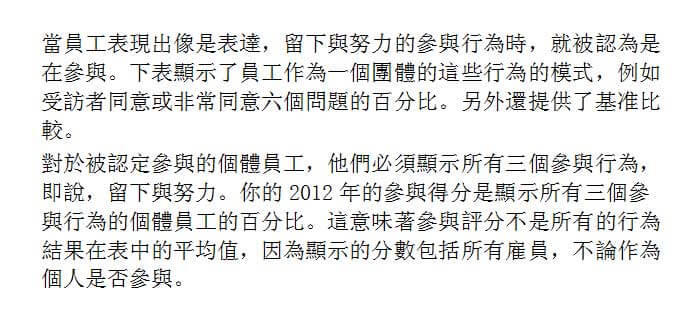 當員工表現出像是表達，留下與努力的參與行為時，就被認為是
在參與。下表顯示了員工作為一個團體的這些行為的模式，例如
受訪者同意或非常同意六個問題的百分比。另外還提供了基准比
較。
對於被認定參與的個體員工，他們必須顯示所有三個參與行為，
即說，留下與努力。你的 2012 年的參與得分是顯示所有三個參
與行為的個體員工的百分比。這意味著參與評分不是所有的行為
結果在表中的平均值，因為顯示的分數包括所有雇員，不論作為
個人是否參與。